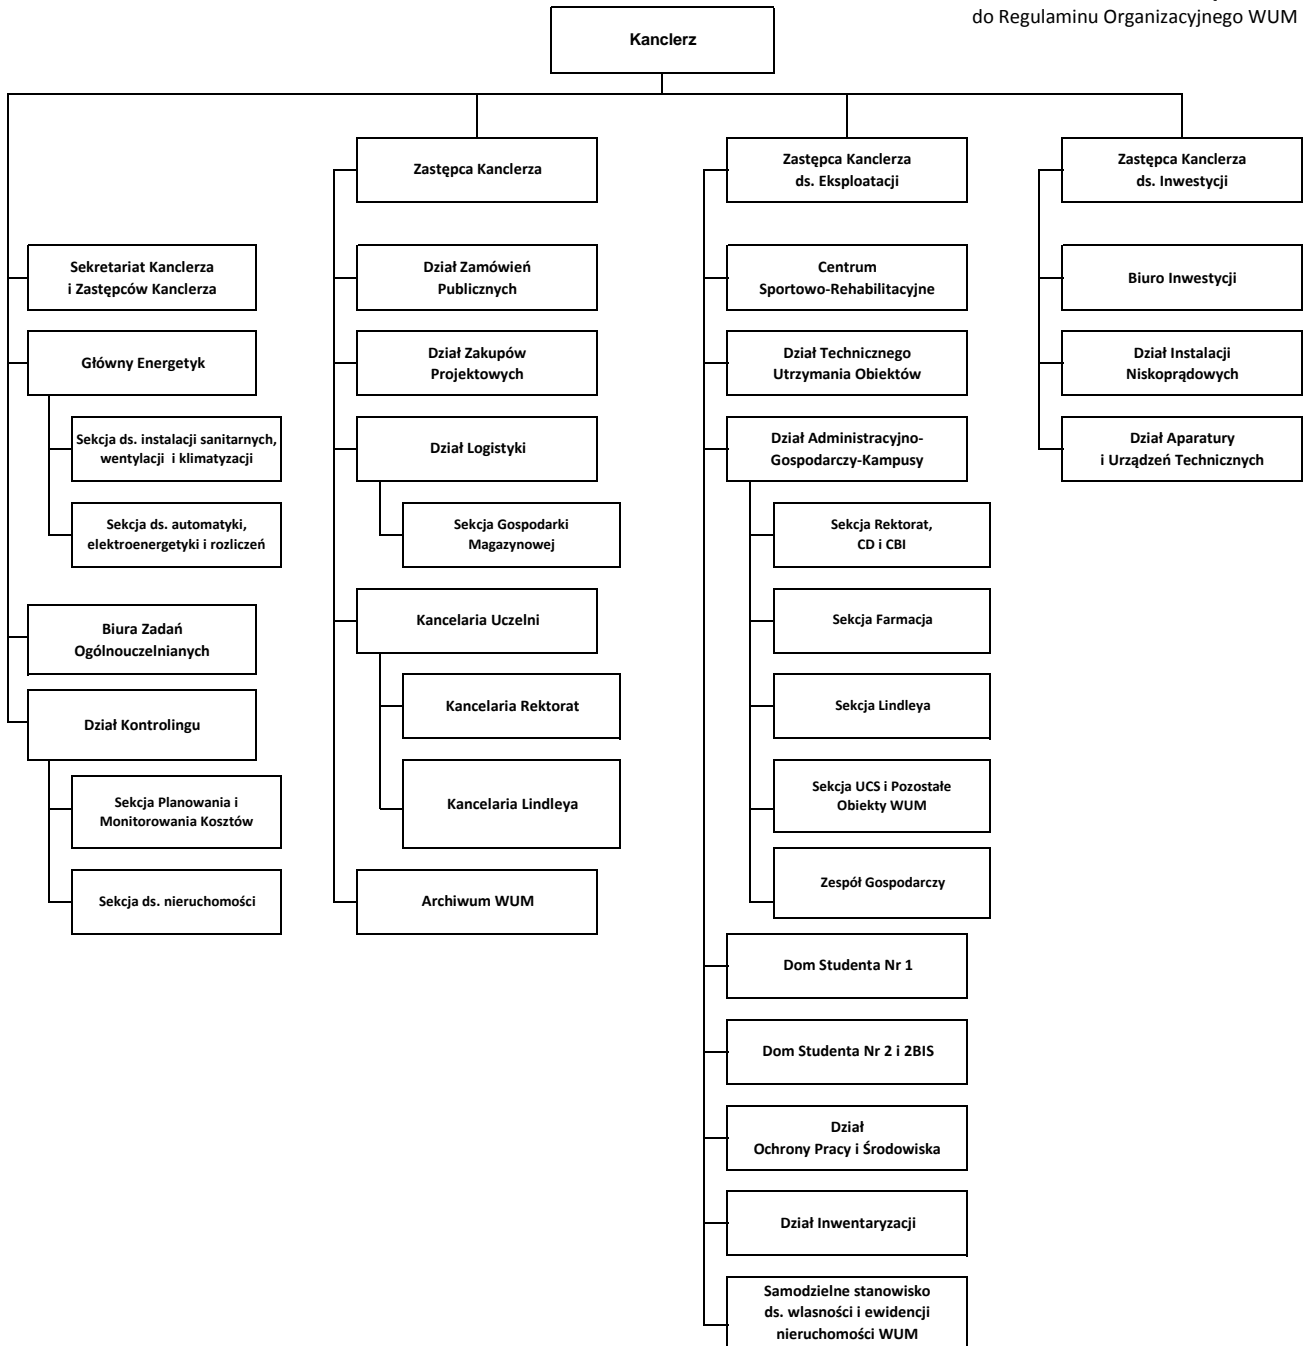 do Regulaminu Organizacyjnego WUM
Kanclerz
Zastępca Kanclerza
Zastępca Kanclerza
ds. Eksploatacji
Zastępca Kanclerza
ds. Inwestycji
Sekretariat Kanclerza
i Zastępców Kanclerza
Główny Energetyk
Sekcja ds. instalacji sanitarnych,
wentylacji i klimatyzacji
Sekcja ds. automatyki,
elektroenergetyki i rozliczeń
Biura Zadań
Ogólnouczelnianych
Dział Kontrolingu
Sekcja Planowania i
Monitorowania Kosztów
Sekcja ds. nieruchomości
Dział Zamówień
Publicznych
Dział Zakupów
Projektowych
Dział Logistyki
Sekcja Gospodarki
Magazynowej
Kancelaria Uczelni
Kancelaria Rektorat
Kancelaria Lindleya
Archiwum WUM
Centrum
Sportowo-Rehabilitacyjne
Dział Technicznego
Utrzymania Obiektów
Dział Administracyjno-
Gospodarczy-Kampusy
Sekcja Rektorat,
CD i CBI
Sekcja Farmacja
Sekcja Lindleya
Sekcja UCS i Pozostałe
Obiekty WUM
Zespół Gospodarczy
Dom Studenta Nr 1
Dom Studenta Nr 2 i 2BIS
Dział
Ochrony Pracy i Środowiska
Dział Inwentaryzacji
Samodzielne stanowisko
ds. wlasności i ewidencji
nieruchomości WUM
Biuro Inwestycji
Dział Instalacji
Niskoprądowych
Dział Aparatury
i Urządzeń Technicznych